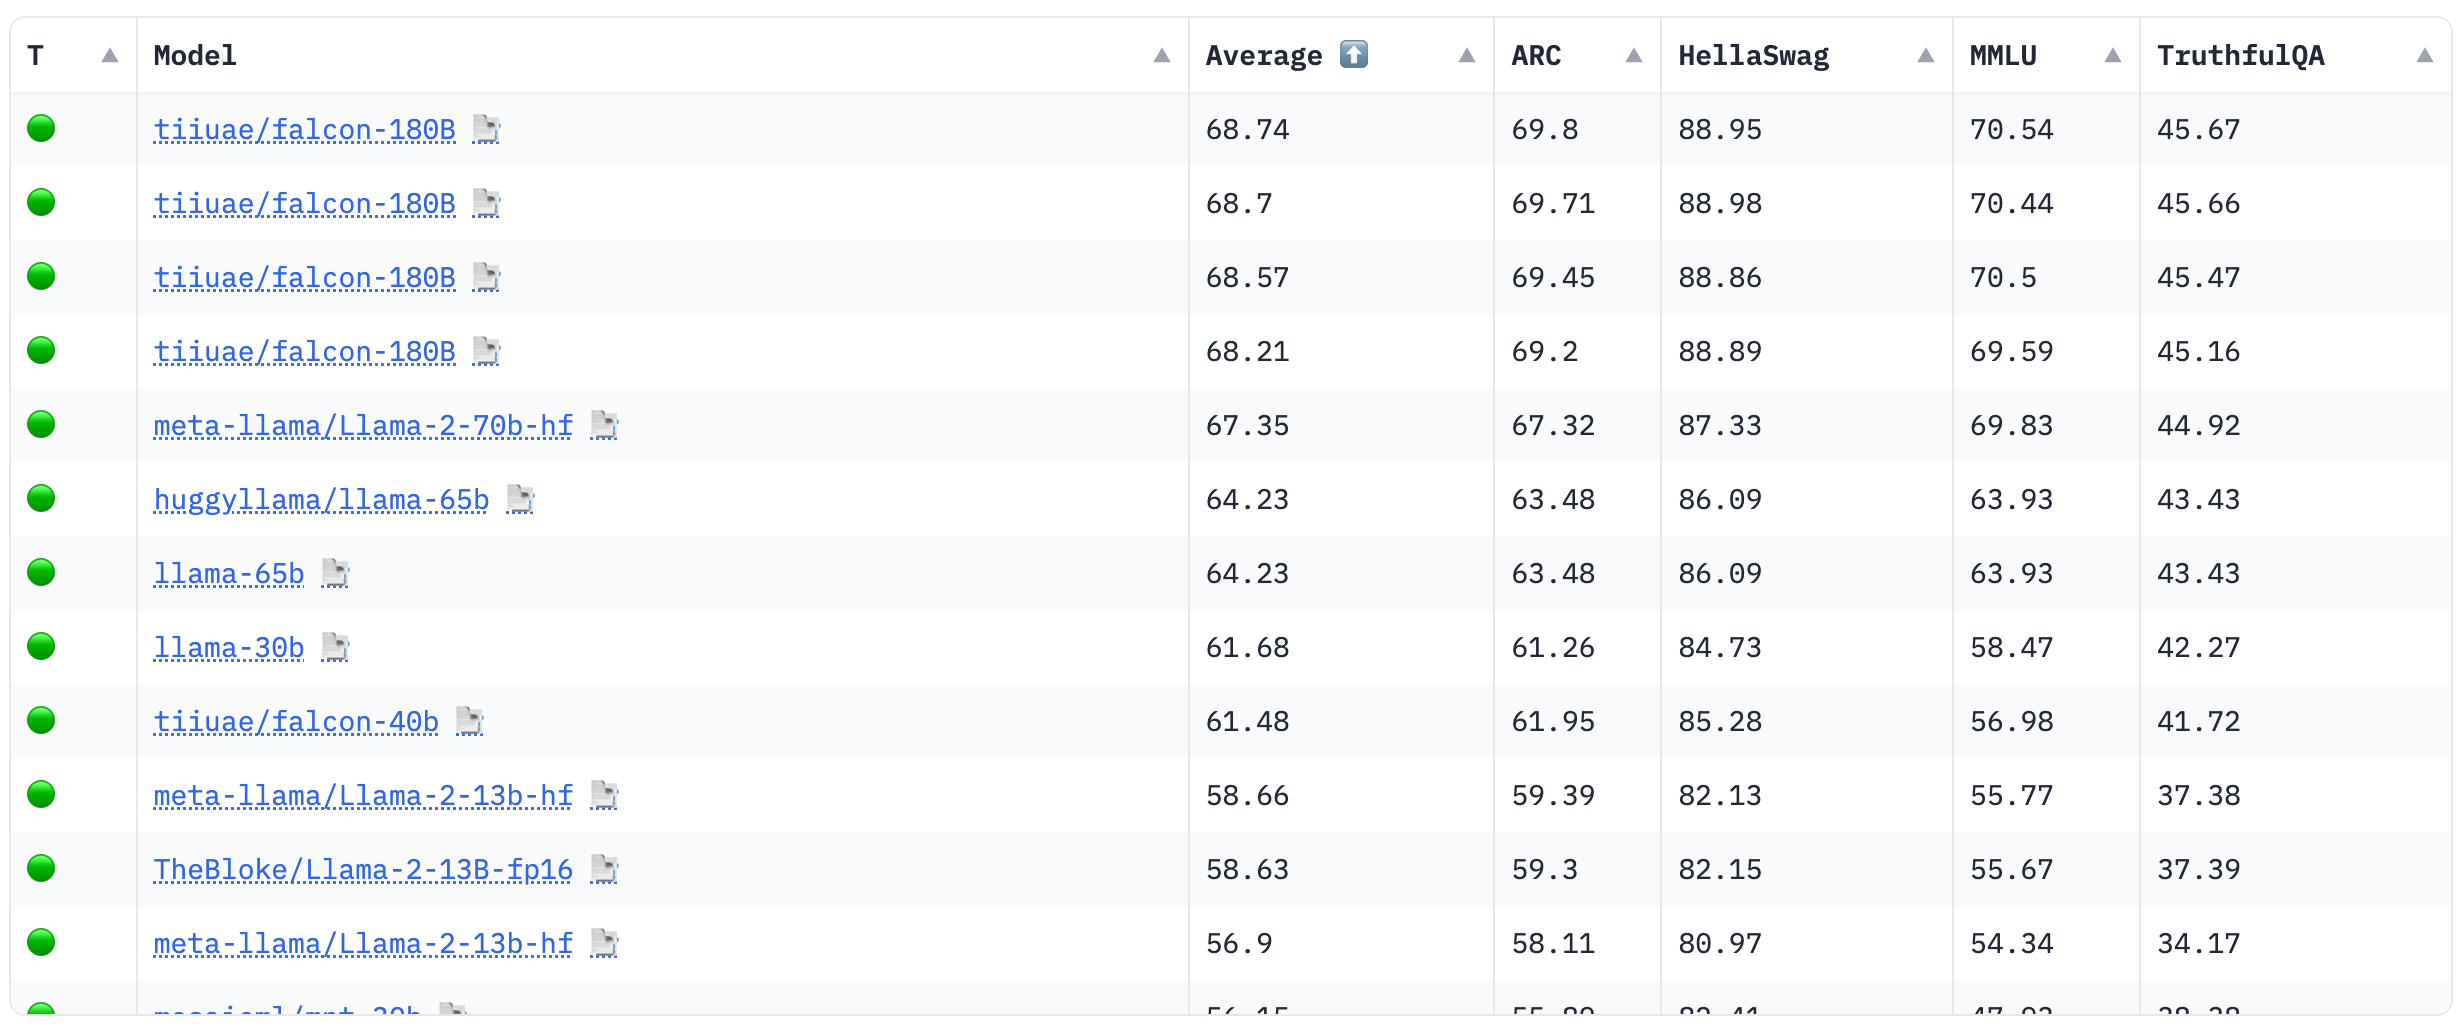 T Model Average ARC HellaSwag MMLU TruthfulQA
tiiuae/falcon-180B 68.74 69.8 88.95 70.54 45.67
tiiuae/falcon-180B 68.7 69.71 88.98 70.44 45.66
tiiuae/falcon-180B 68.57 69.45 88.86 70.5 45.47
tiiuae/falcon-180B 68.21 69.2 88.89 69.59 45.16
meta-llama/Llama-2-70b-hf 67.35 67.32 87.33 69.83 44.92
huggyllama/llama-65b 64.23 63.48 86.09 63.93 43.43
llama-65b 64.23 63.48 86.09 63.93 43.43
llama-30b 61.68 61.26 84.73 58.47 42.27
tiiuae/falcon-40b 61.48 61.95 85.28 56.98 41.72
meta-llama/Llama-2-13b-hf 58.66 59.39 82.13 55.77 37.38
TheBloke/Llama-2-13B-fp16 58.63 59.3 82.15 55.67 37.39
meta-llama/Llama-2-13b-hf 56.9 58.11 80.97 54.34 34.17